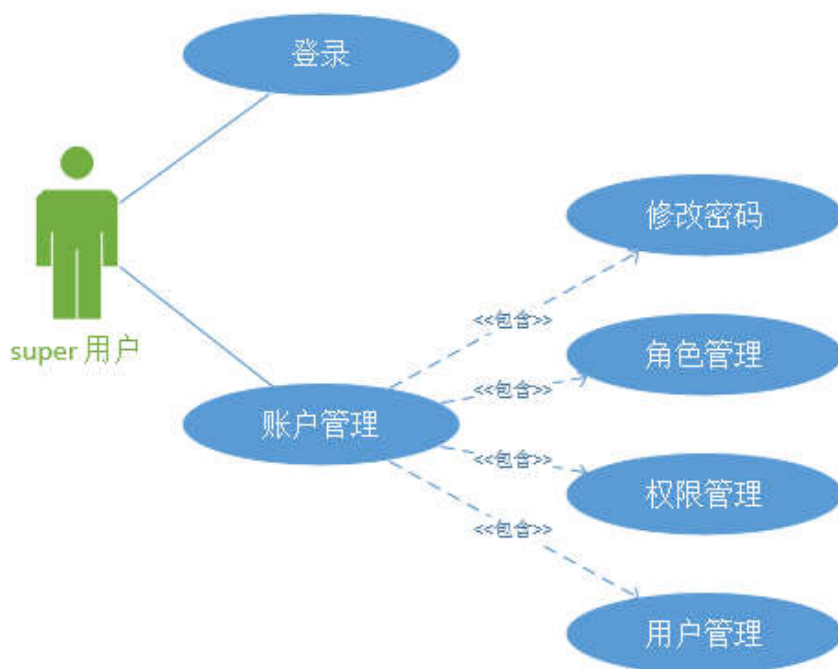 登录
修改密码
<<包含>>
super 用户
角色管理
<<包含>>
账户管理
<<包含>>
权限管理
<<包含>>
用户管理